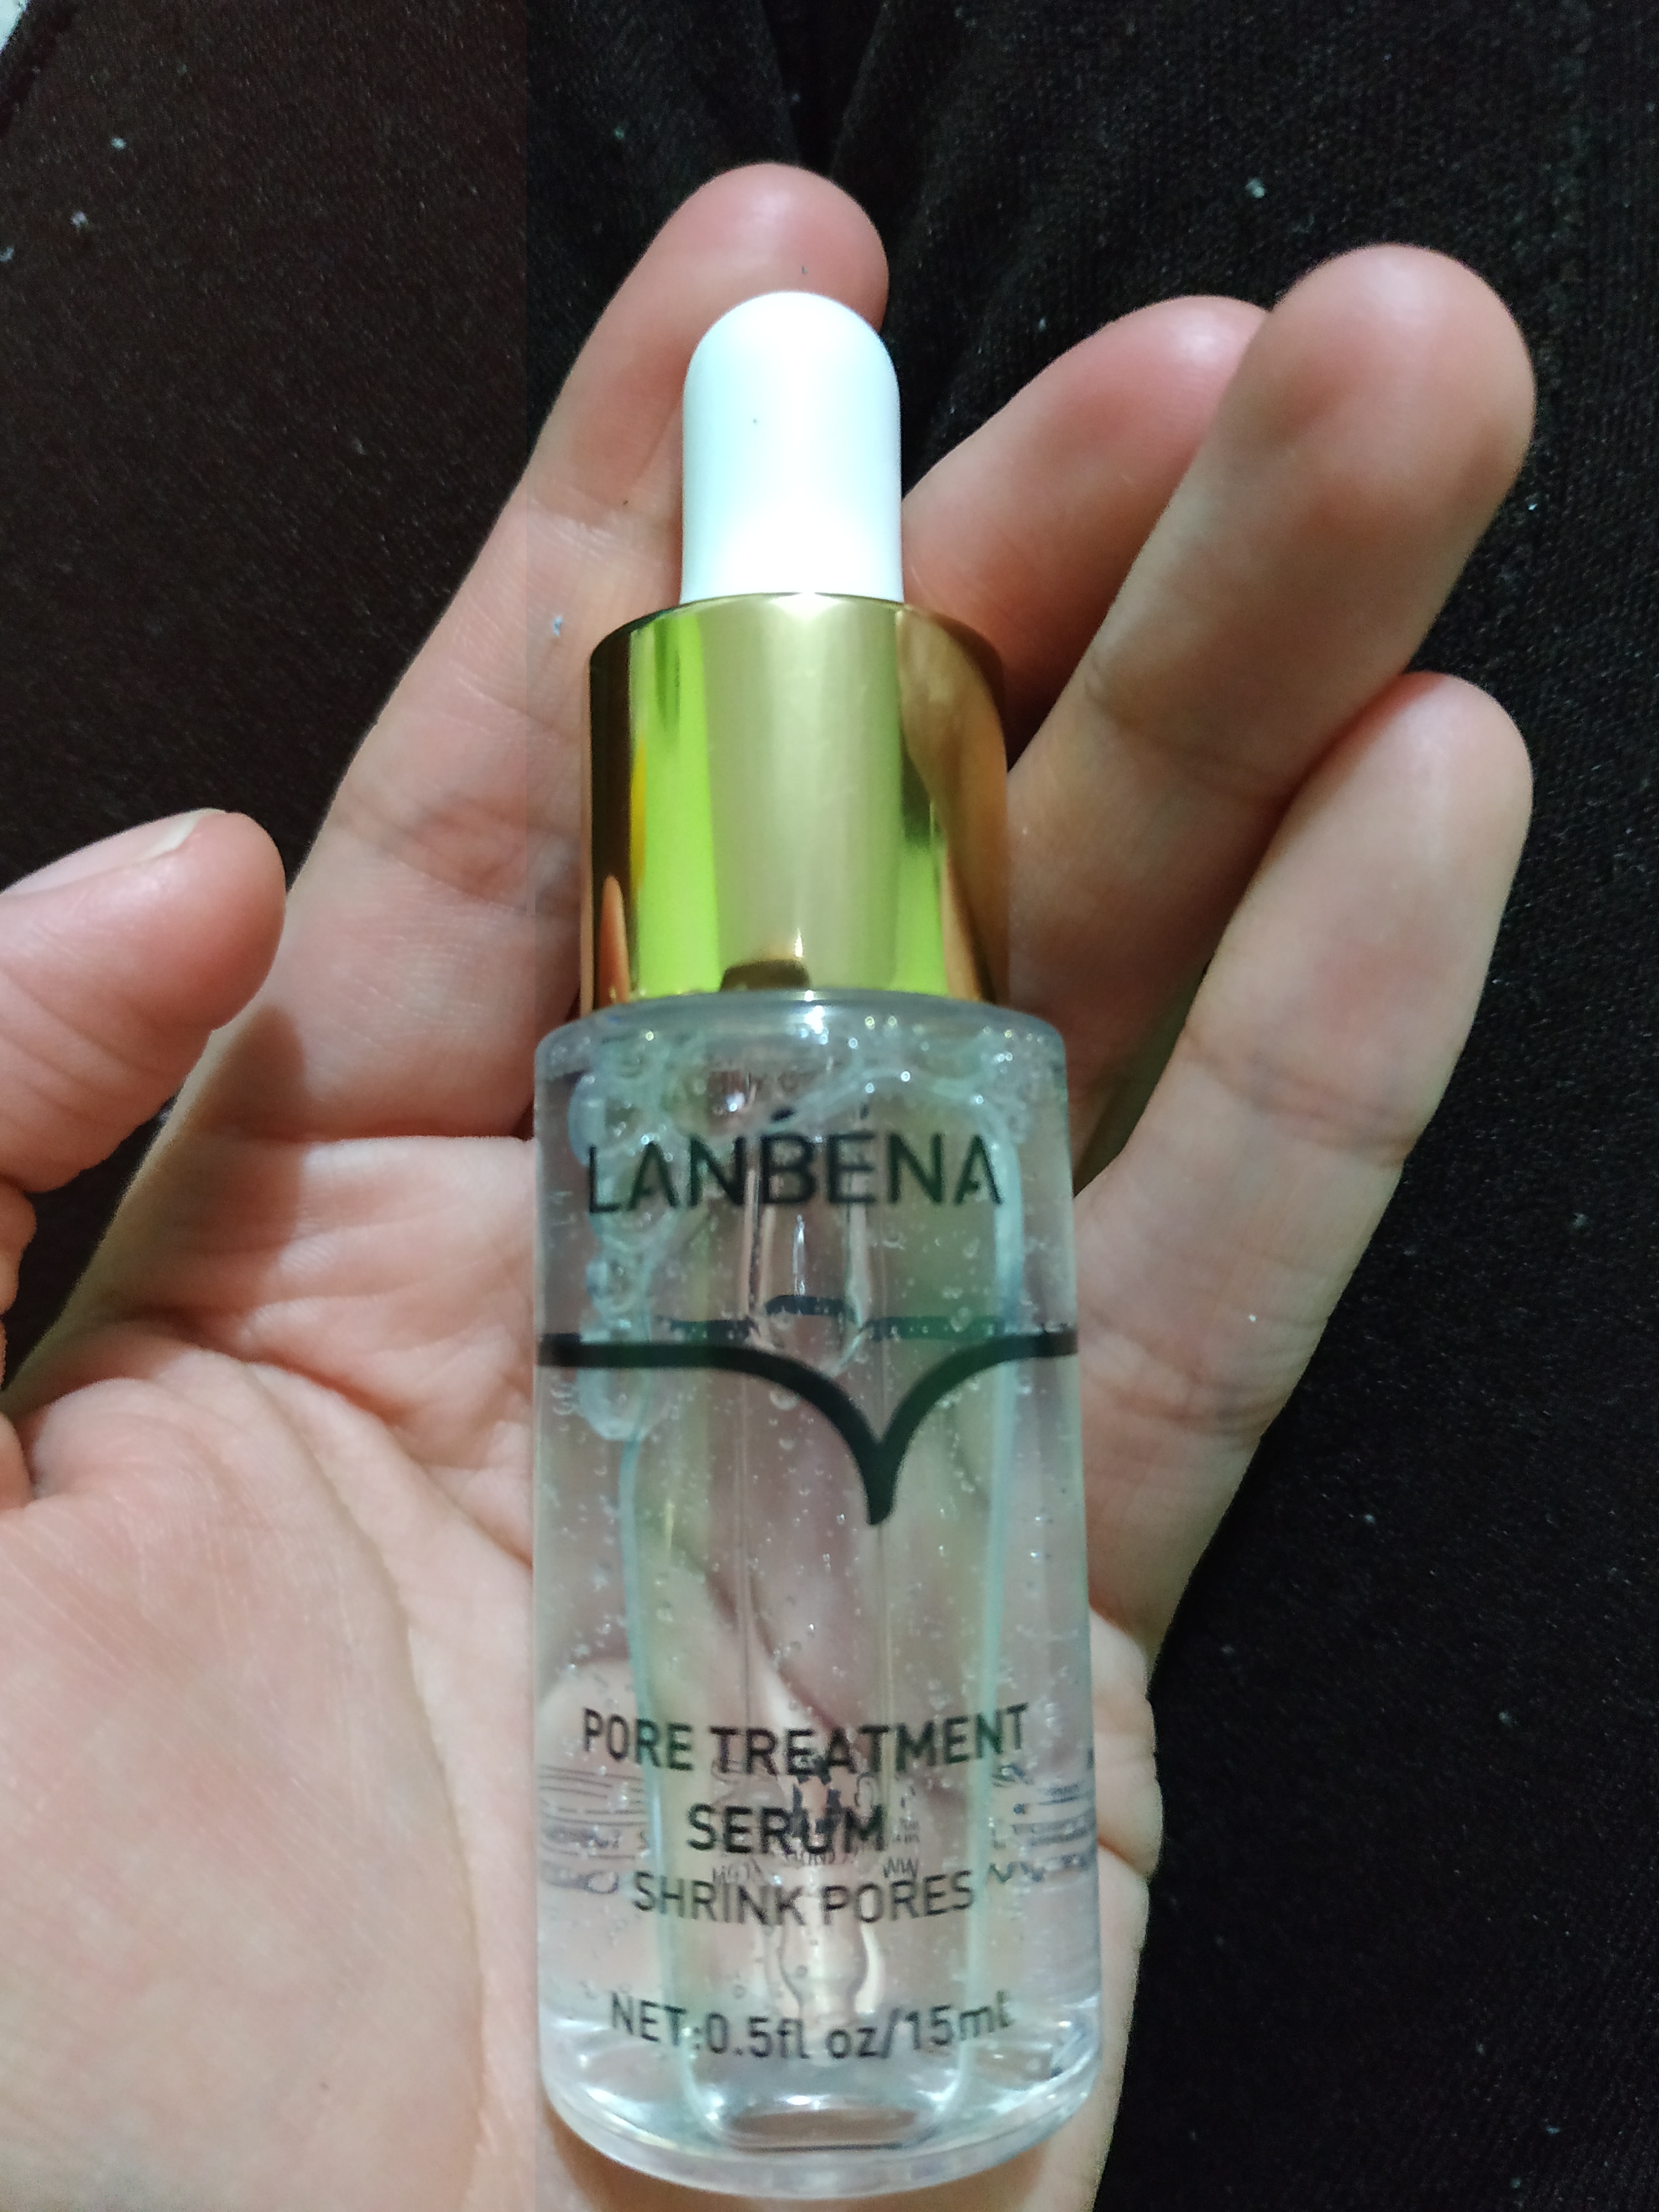 LANBENA
PORE TREATMENT
SERUM
SHRINK PORES
NET:0.5fl oz/15ml